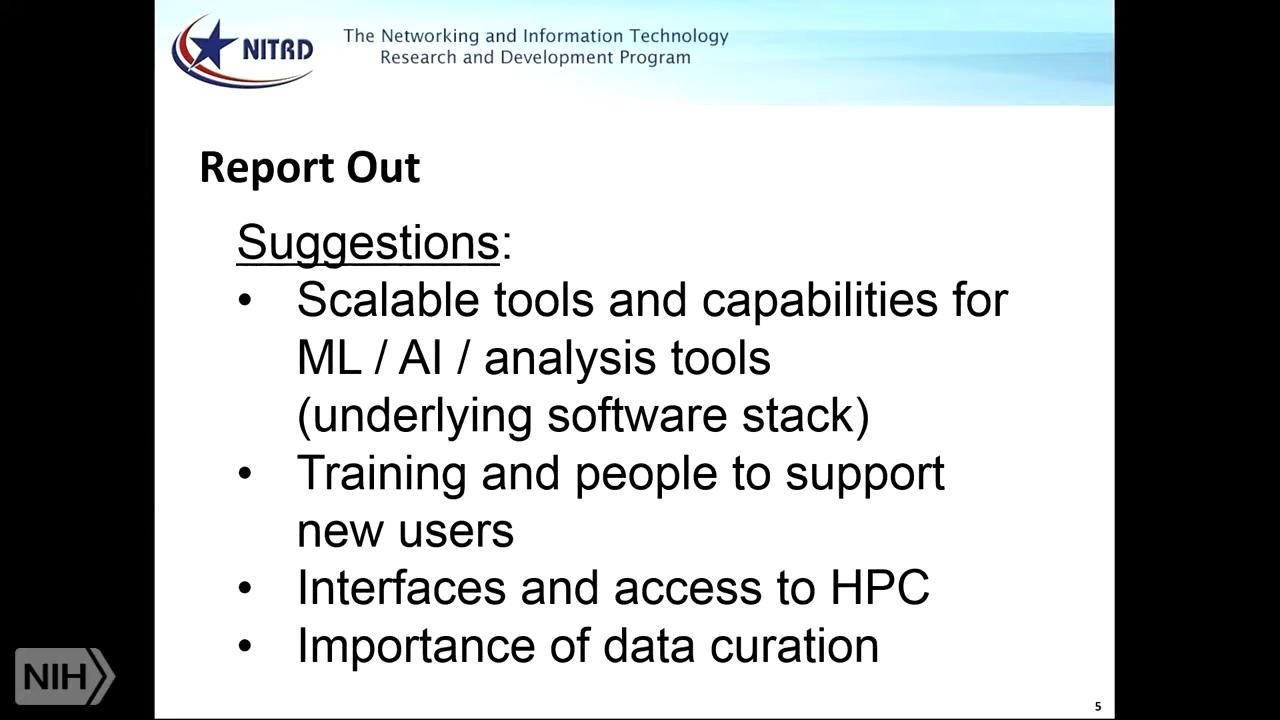 NITRD
The Networking and Information Technology
Research and Development Program
Report Out
Suggestions:
• Scalable tools and capabilities for
ML / AI / analysis tools
(underlying software stack)
• Training and people to support
new users
• Interfaces and access to HPC
• Importance of data curation
NIH
5